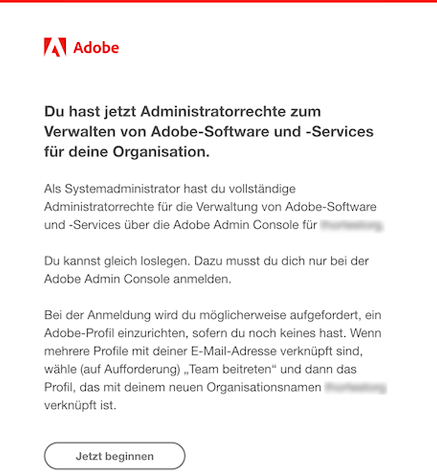 Adobe
Du hast jetzt Administratorrechte zum
Verwalten von Adobe-Software und -Services
für deine Organisation.
Als Systemadministrator hast du vollständige
Administratorrechte für die Verwaltung von Adobe-Software
und -Services über die Adobe Admin Console für
Du kannst gleich loslegen. Dazu musst du dich nur bei der
Adobe Admin Console anmelden.
Bei der Anmeldung wird du möglicherweise aufgefordert, ein
Adobe-Profil einzurichten, sofern du noch keines hast. Wenn
mehrere Profile mit deiner E-Mail-Adresse verknüpft sind,
wähle (auf Aufforderung) „Team beitreten“ und dann das
Profil, das mit deinem neuen Organisationsnamen
verknüpft ist.
Jetzt beginnen